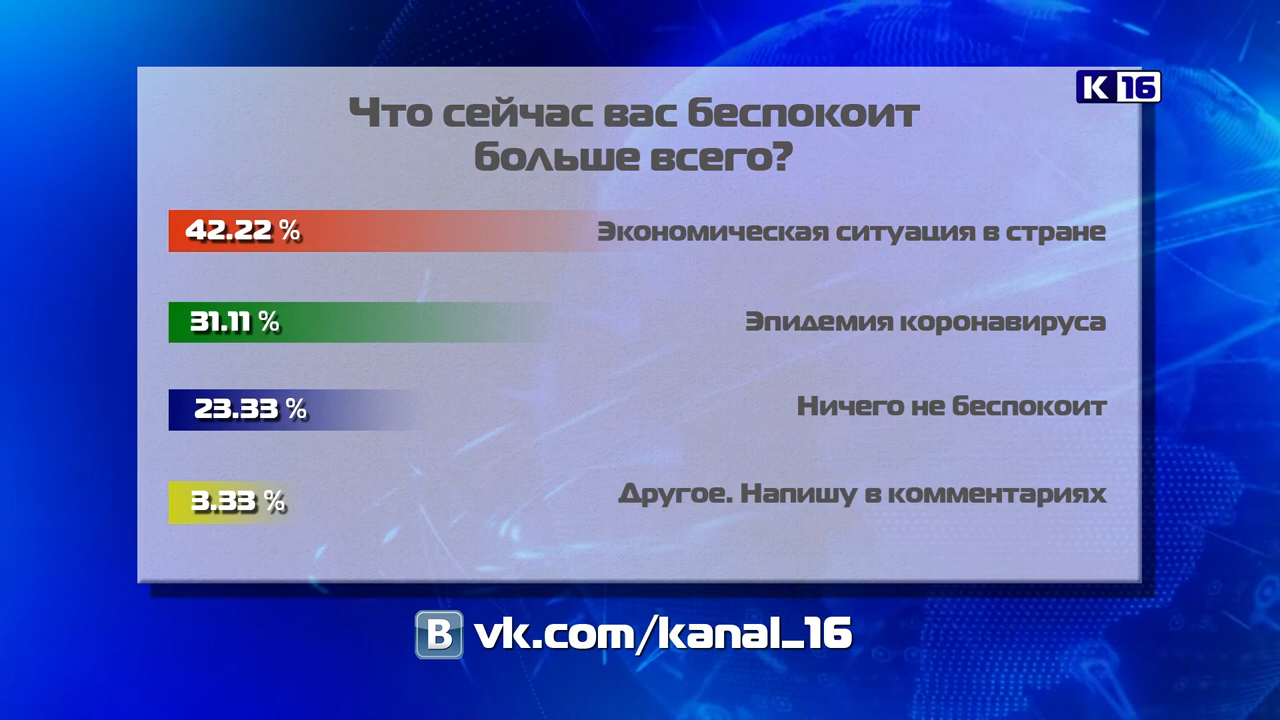 К 16
Что сейчас вас беспокоит
больше всего?
42.22 % Экономическая ситуация в стране
31.11 % Эпидемия коронавируса
23.33 % Ничего не беспокоит
3.33 % Другое. Напишу в комментариях
В vk.com/kanal_16